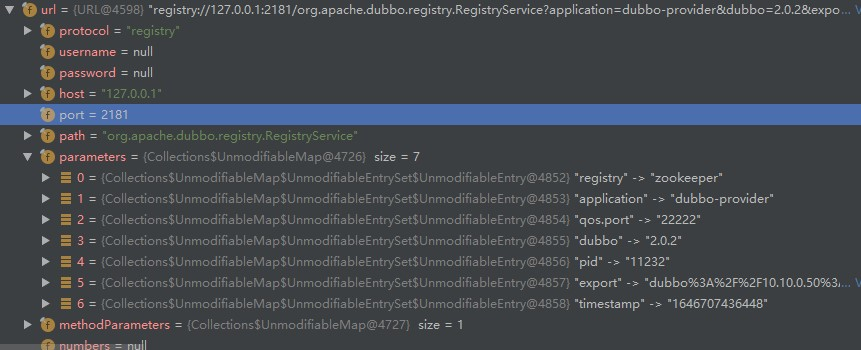 url = {URL@4598} "registry://127.0.0.1:2181/org.apache.dubbo.registry.RegistryService?application=dubbo-provider&dubbo=2.0.2&expo... V
protocol = "registry"
username = null
password = null
host = "127.0.0.1"
port = 2181
path = "org.apache.dubbo.registry.RegistryService"
parameters = {Collections$UnmodifiableMap@4726} size = 7
0 = {Collections$UnmodifiableMap$UnmodifiableEntrySet$UnmodifiableEntry@4852} "registry" -> "zookeeper"
1 = {Collections$UnmodifiableMap$UnmodifiableEntrySet$UnmodifiableEntry@4853} "application" -> "dubbo-provider"
2 = {Collections$UnmodifiableMap$UnmodifiableEntrySet$UnmodifiableEntry@4854} "qos.port" -> "22222"
3 = {Collections$UnmodifiableMap$UnmodifiableEntrySet$UnmodifiableEntry@4855} "dubbo" -> "2.0.2"
4 = {Collections$UnmodifiableMap$UnmodifiableEntrySet$UnmodifiableEntry@4856} "pid" -> "11232"
5 = {Collections$UnmodifiableMap$UnmodifiableEntrySet$UnmodifiableEntry@4857} "export" -> "dubbo%3A%2F%2F10.10.0.50%3... V
6 = {Collections$UnmodifiableMap$UnmodifiableEntrySet$UnmodifiableEntry@4858} "timestamp" -> "1646707436448"
methodParameters = {Collections$UnmodifiableMap@4727} size = 1
numbers = null